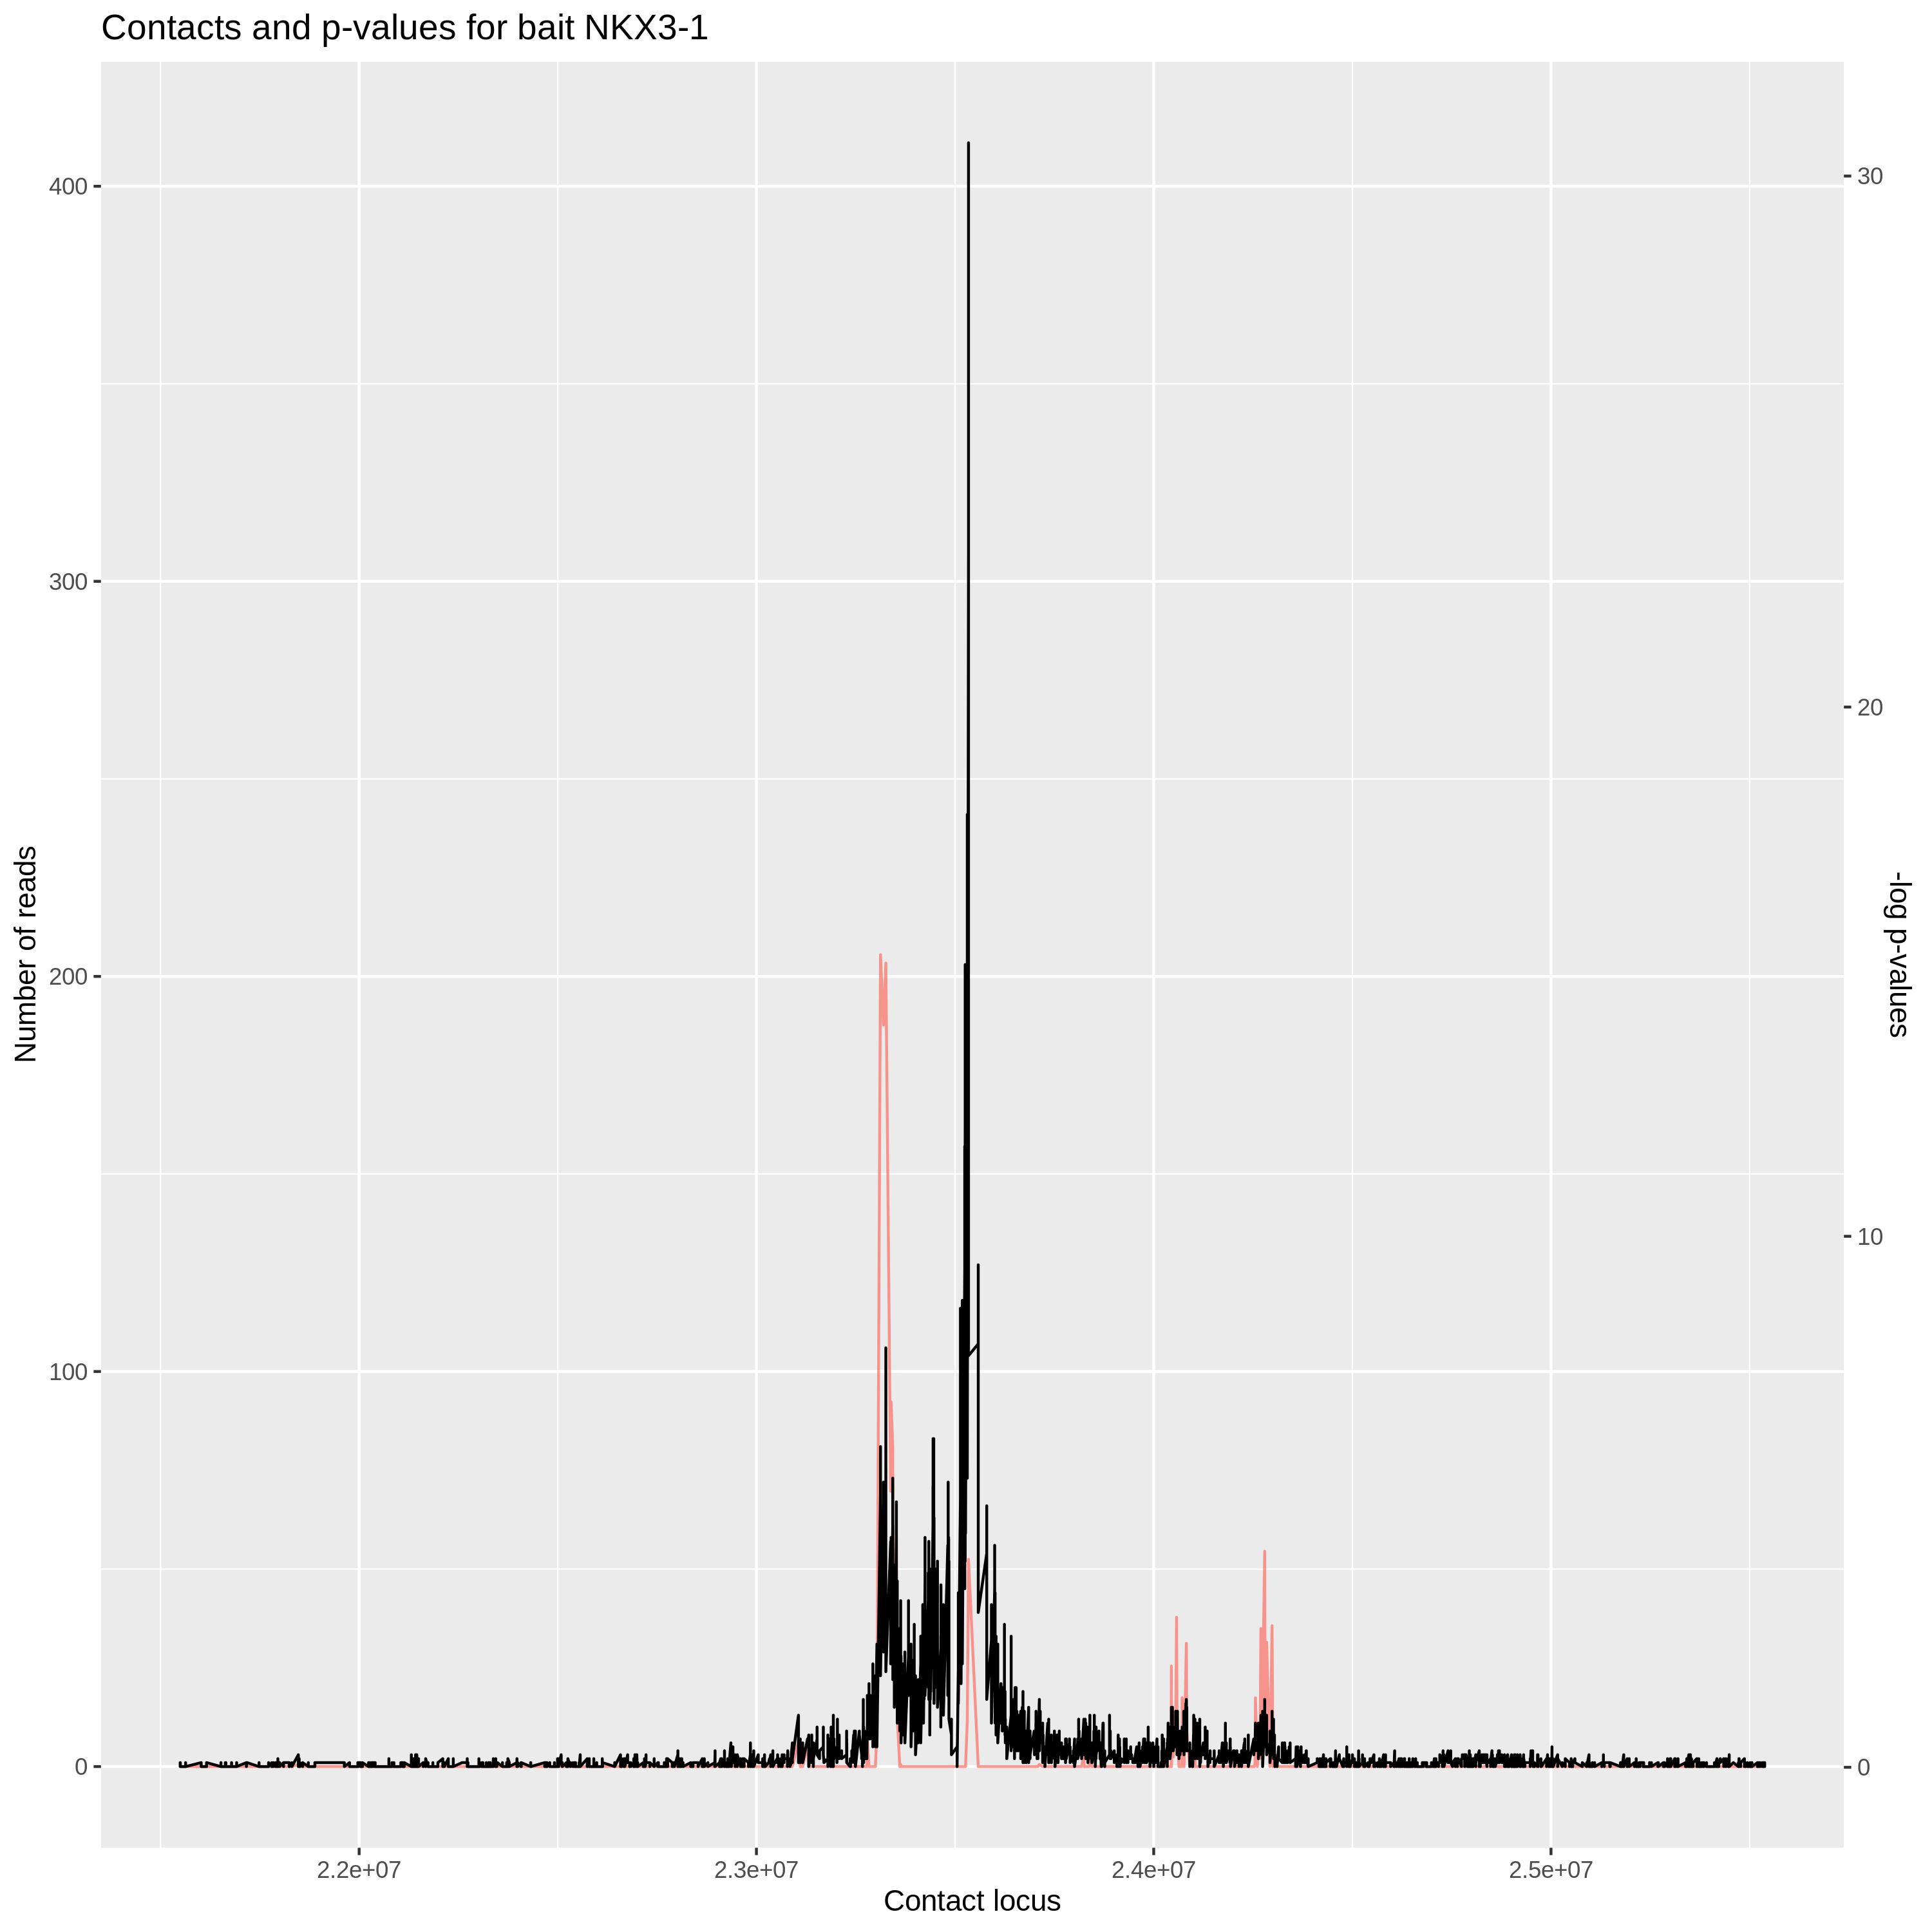 Contacts and p-values for bait NKX3-1
400
300
200
100
0
Number of reads
30
20
10
0
-log p-values
2.2e+07
2.3e+07
2.4e+07
2.5e+07
Contact locus